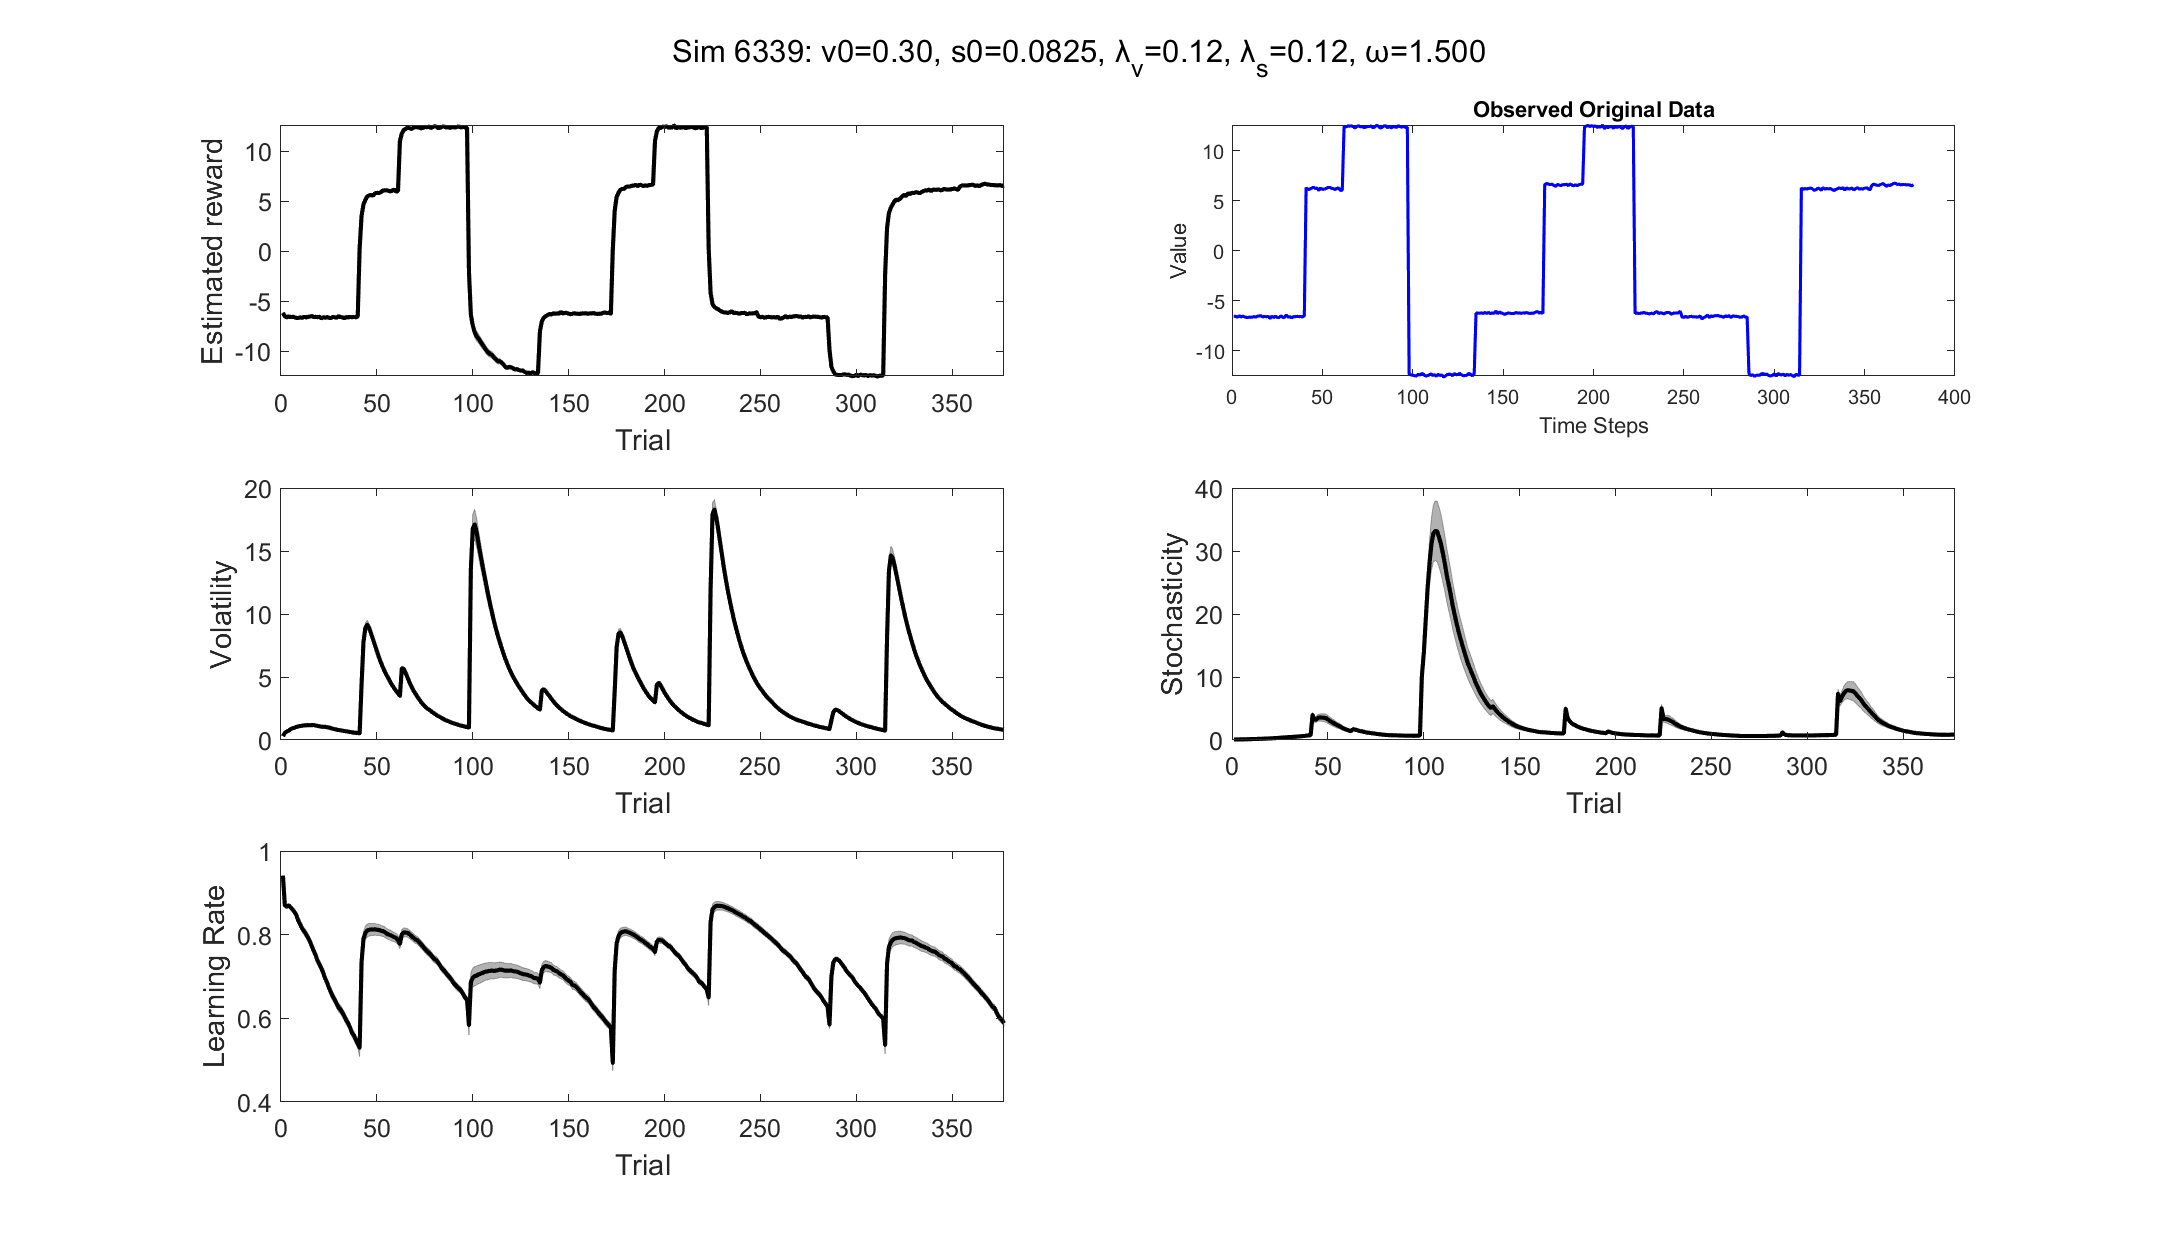 Sim 6339: v0=0.30, s0=0.0825, λv=0.12, λs=0.12, ω=1.500
Estimated reward
10
5
0
-5
-10
0 50 100 150 200 250 300 350
Trial
Observed Original Data
Value
10
5
0
-5
-10
0 50 100 150 200 250 300 350 400
Time Steps
Volatility
20
15
10
5
0
0 50 100 150 200 250 300 350
Trial
Stochasticity
40
30
20
10
0
0 50 100 150 200 250 300 350
Trial
Learning Rate
1
0.8
0.6
0.4
0 50 100 150 200 250 300 350
Trial